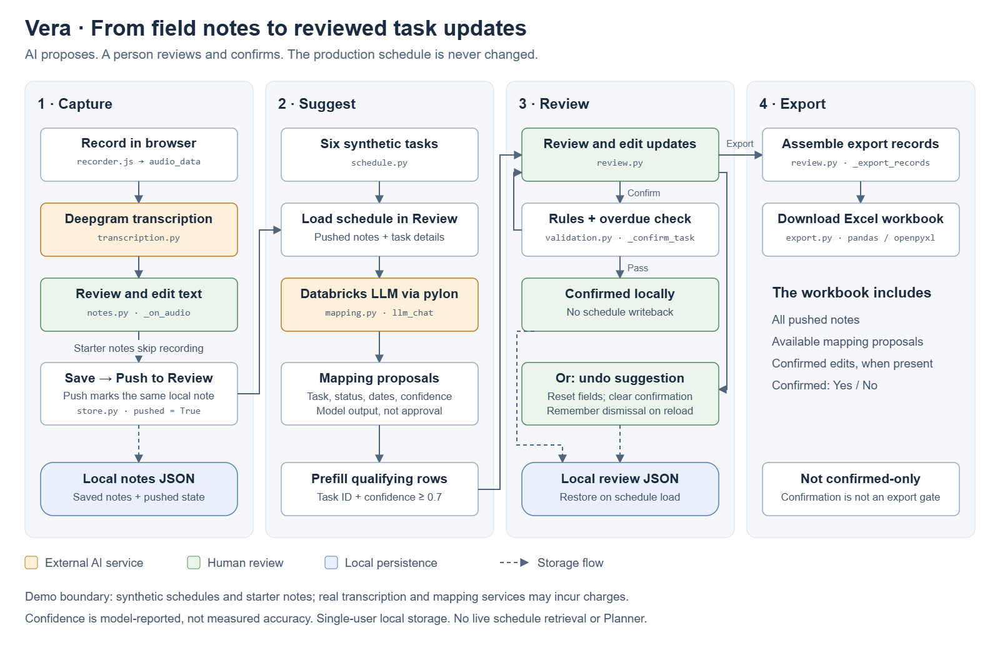 Vera · From field notes to reviewed task updates
AI proposes. A person reviews and confirms. The production schedule is never changed.
1 · Capture
Record in browser
recorder.js → audio_data
Deepgram transcription
transcription.py
Review and edit text
notes.py · _on_audio
Starter notes skip recording
Save → Push to Review
Push marks the same local note
store.py · pushed = True
Local notes JSON
Saved notes + pushed state
2 · Suggest
Six synthetic tasks
schedule.py
Load schedule in Review
Pushed notes + task details
Databricks LLM via pylon
mapping.py · llm_chat
Mapping proposals
Task, status, dates, confidence
Model output, not approval
Prefill qualifying rows
Task ID + confidence ≥ 0.7
3 · Review
Review and edit updates
review.py
Confirm
Rules + overdue check
validation.py · _confirm_task
Pass
Confirmed locally
No schedule writeback
Or: undo suggestion
Reset fields; clear confirmation
Remember dismissal on reload
Local review JSON
Restore on schedule load
Export
4 · Export
Assemble export records
review.py · _export_records
Download Excel workbook
export.py · pandas / openpyxl
The workbook includes
All pushed notes
Available mapping proposals
Confirmed edits, when present
Confirmed: Yes / No
Not confirmed-only
Confirmation is not an export gate
External AI service
Human review
Local persistence
Storage flow
Demo boundary: synthetic schedules and starter notes; real transcription and mapping services may incur charges.
Confidence is model-reported, not measured accuracy. Single-user local storage. No live schedule retrieval or Planner.